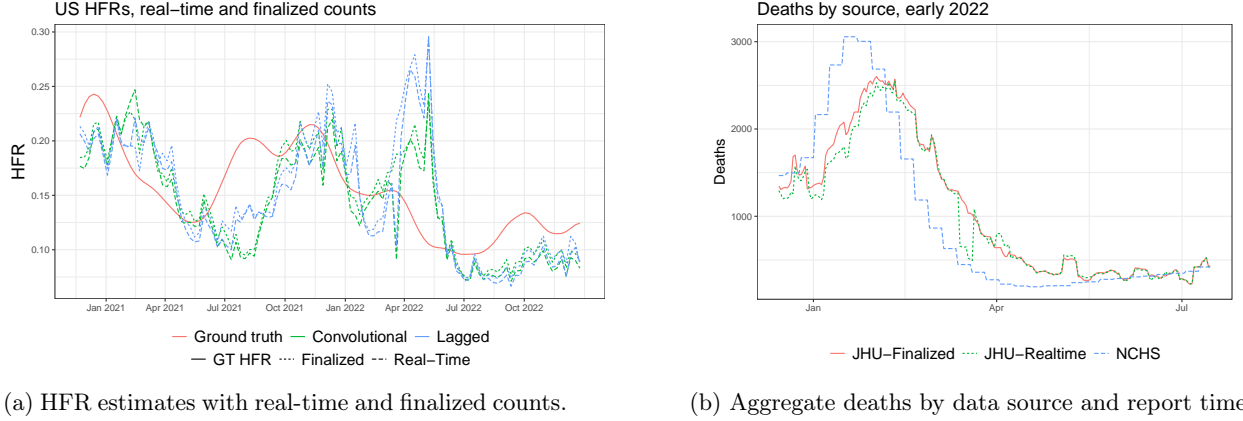 US HFRs, real−time and finalized counts
HFR
0.30
0.25
0.20
0.15
0.10
Jan 2021
Apr 2021
Jul 2021
Oct 2021
Jan 2022
Apr 2022
Jul 2022
Oct 2022
Ground truth
Convolutional
Lagged
GT HFR
Finalized
Real−Time
(a) HFR estimates with real-time and finalized counts.
Deaths by source, early 2022
Deaths
3000
2000
1000
Jan
Apr
Jul
JHU−Finalized
JHU−Realtime
NCHS
(b) Aggregate deaths by data source and report time